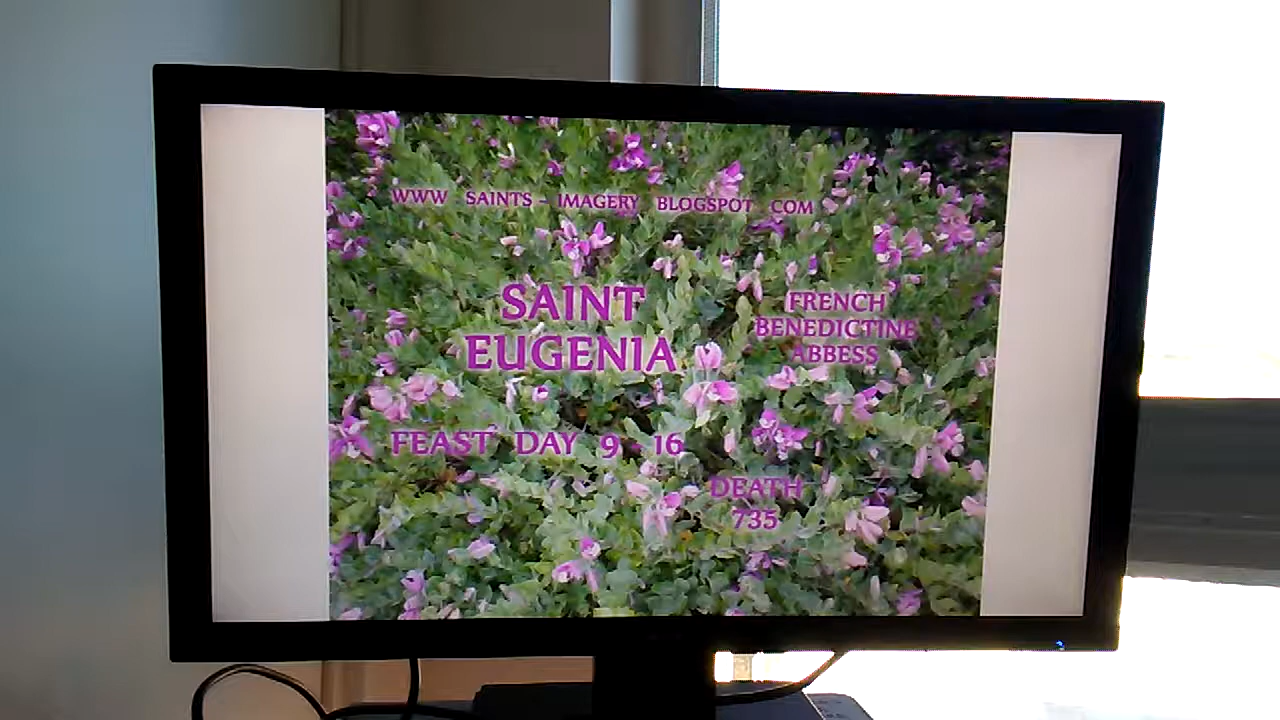 WWW SAINTS - IMAGERY BLOGSPOT COM
SAINT
EUGENIA
FRENCH
BENEDICTINE
ABBESS
FEAST DAY 9 - 16
DEATH
735